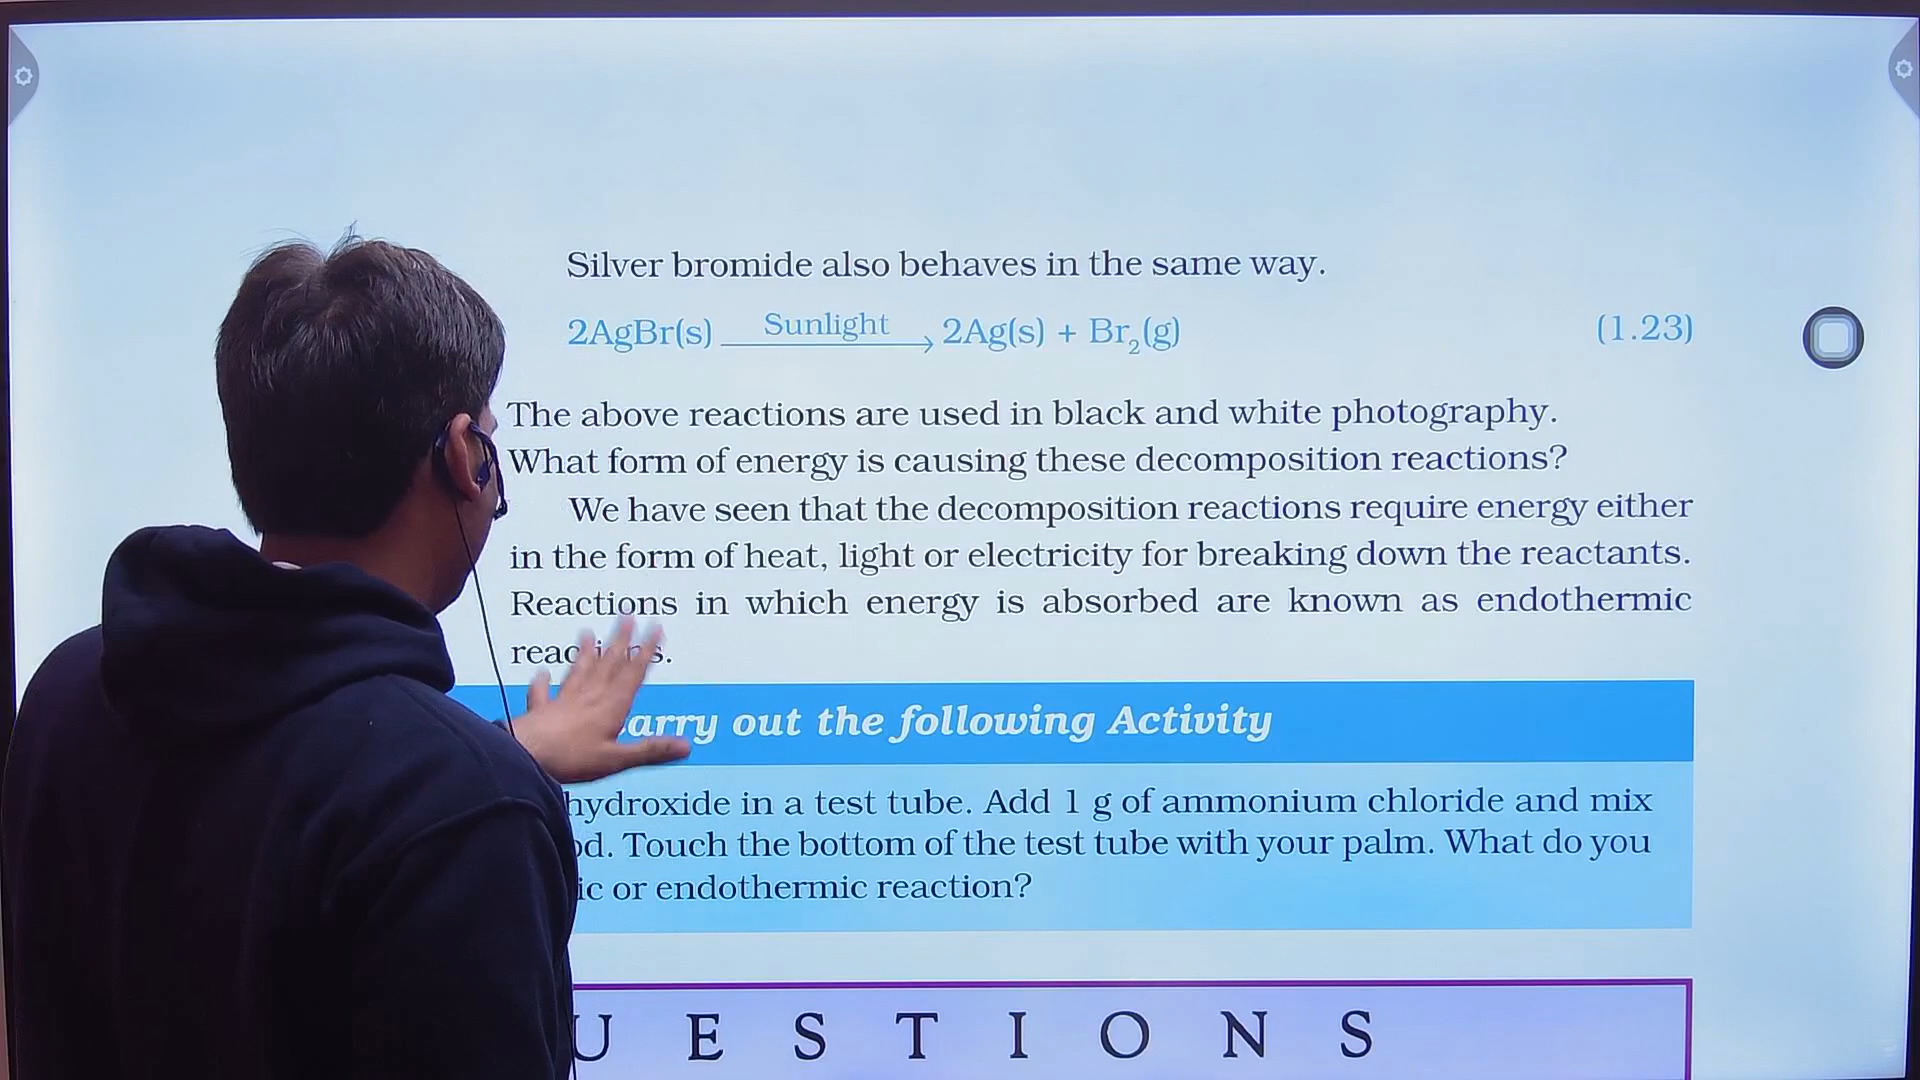 Silver bromide also behaves in the same way.
2AgBr(s) Sunlight → 2Ag(s) + Br₂(g) (1.23)
The above reactions are used in black and white photography.
What form of energy is causing these decomposition reactions?
We have seen that the decomposition reactions require energy either
in the form of heat, light or electricity for breaking down the reactants.
Reactions in which energy is absorbed are known as endothermic
out the following Activity
hydroxide in a test tube. Add 1 g of ammonium chloride and mix
Touch the bottom of the test tube with your palm. What do you
or endothermic reaction?
U E S T I O N S